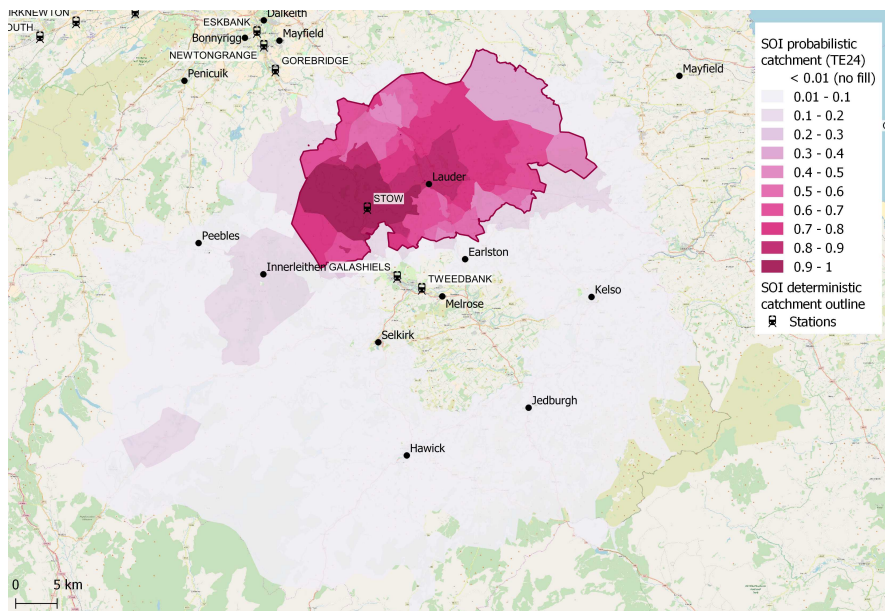 IRKNEWTON
OUTH
ESKBANK
Dalkeith
Bonnyrigg
Mayfield
NEWTONGRANGE
GOREBRIDGE
Penicuik
Mayfield
Lauder
STOW
Peebles
Earlston
Innerleithen
GALASHIELS
TWEEDBANK
Melrose
Kelso
Selkirk
Jedburgh
Hawick
0 5 km
SOI probabilistic
catchment (TE24)
< 0.01 (no fill)
0.01 - 0.1
0.1 - 0.2
0.2 - 0.3
0.3 - 0.4
0.4 - 0.5
0.5 - 0.6
0.6 - 0.7
0.7 - 0.8
0.8 - 0.9
0.9 - 1
SOI deterministic
catchment outline
Stations